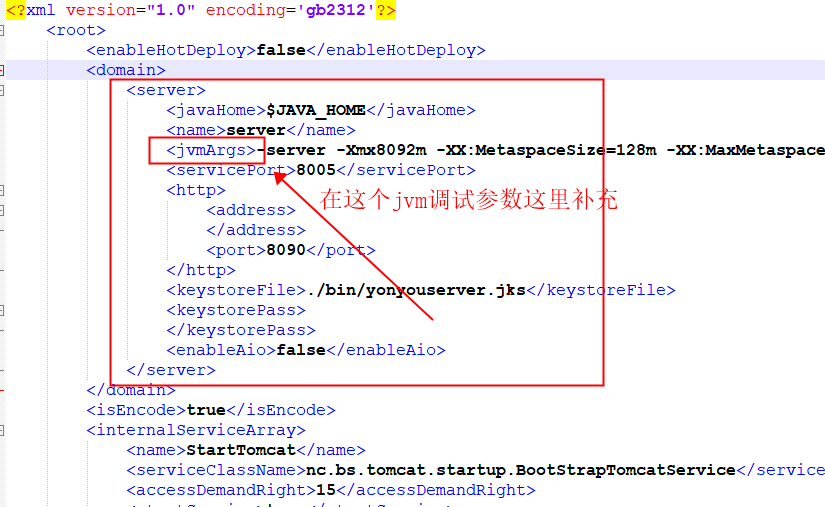 <?xml version="1.0" encoding='gb2312'?>
<root>
<enableHotDeploy>false</enableHotDeploy>
<domain>
<server>
<javaHome>$JAVA_HOME</javaHome>
<name>server</name>
<jvmArgs>-server -Xmx8092m -XX:MetaspaceSize=128m -XX:MaxMetaspace
<servicePort>8005</servicePort>
在这个jvm调试参数这里补充
<http>
<address>
</address>
<port>8090</port>
</http>
<keystoreFile>./bin/yonyouserver.jks</keystoreFile>
<keystorePass>
</keystorePass>
<enableAio>false</enableAio>
</server>
</domain>
<isEncode>true</isEncode>
<internalServiceArray>
<name>StartTomcat</name>
<serviceClassName>nc.bs.tomcat.startup.BootStrapTomcatService</service
<accessDemandRight>15</accessDemandRight>